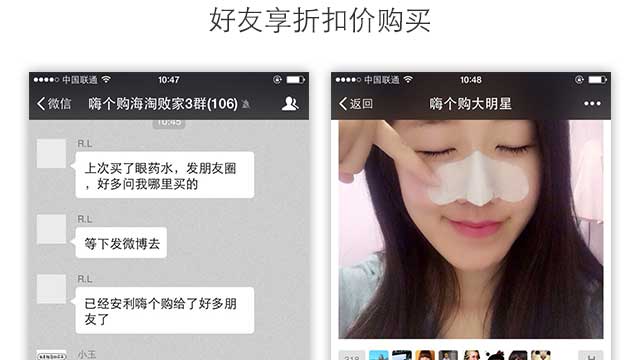 好友享折扣价购买
中国联通 10:47
微信 嗨个购海淘败家3群(106)
10:45
R.L
上次买了眼药水，发朋友圈
，好多问我哪里买的
R.L
等下发微博去
R.L
已经安利嗨个购给了好多朋
友了
小玉
中国联通 10:48
返回 嗨个购大明星
318
H